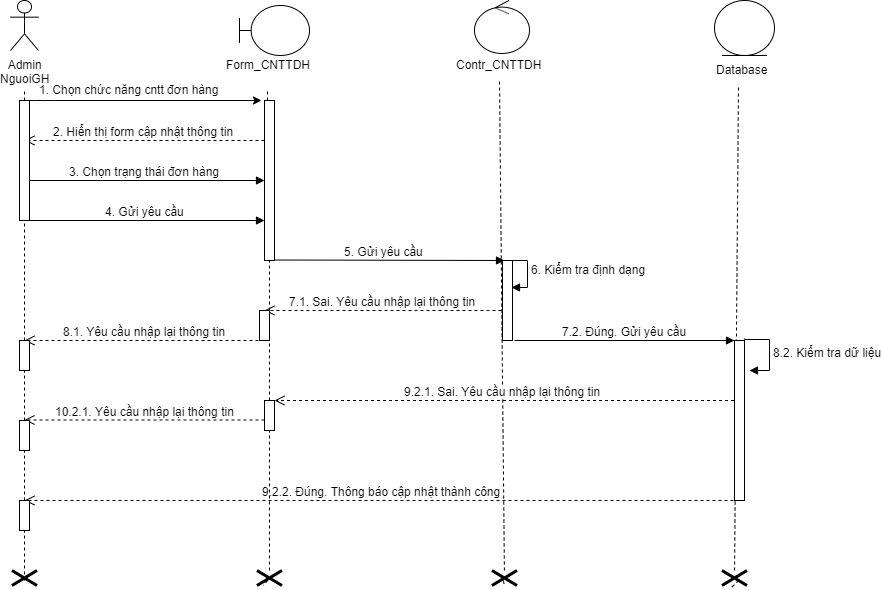 Admin
NguoiGH
Form_CNTTDH
Contr_CNTTDH
Database
1. Chọn chức năng cntt đơn hàng
2. Hiển thị form cập nhật thông tin
3. Chọn trạng thái đơn hàng
4. Gửi yêu cầu
5. Gửi yêu cầu
6. Kiểm tra định dạng
7.1. Sai. Yêu cầu nhập lại thông tin
8.1. Yêu cầu nhập lại thông tin
7.2. Đúng. Gửi yêu cầu
8.2. Kiểm tra dữ liệu
9.2.1. Sai. Yêu cầu nhập lại thông tin
10.2.1. Yêu cầu nhập lại thông tin
9.2.2. Đúng. Thông báo cập nhật thành công